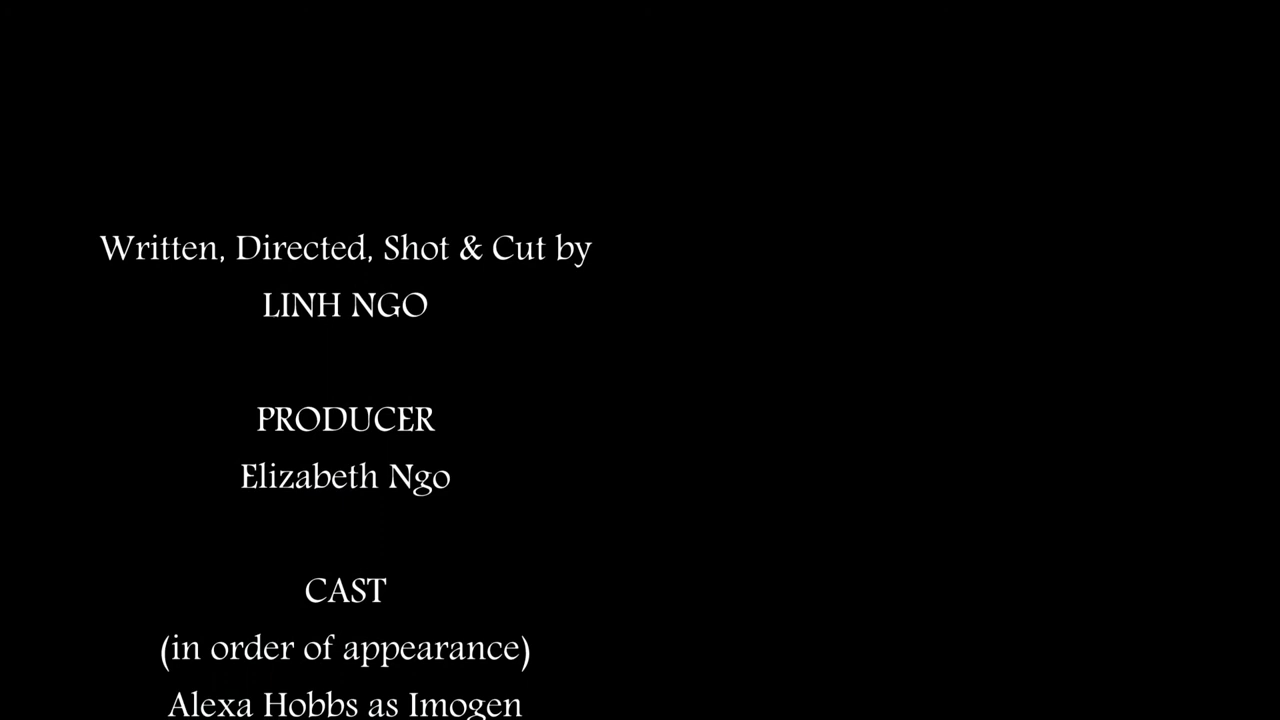 Written, Directed, Shot & Cut by
LINH NGO
PRODUCER
Elizabeth Ngo
CAST
(in order of appearance)
Alexa Hobbs as Imogen